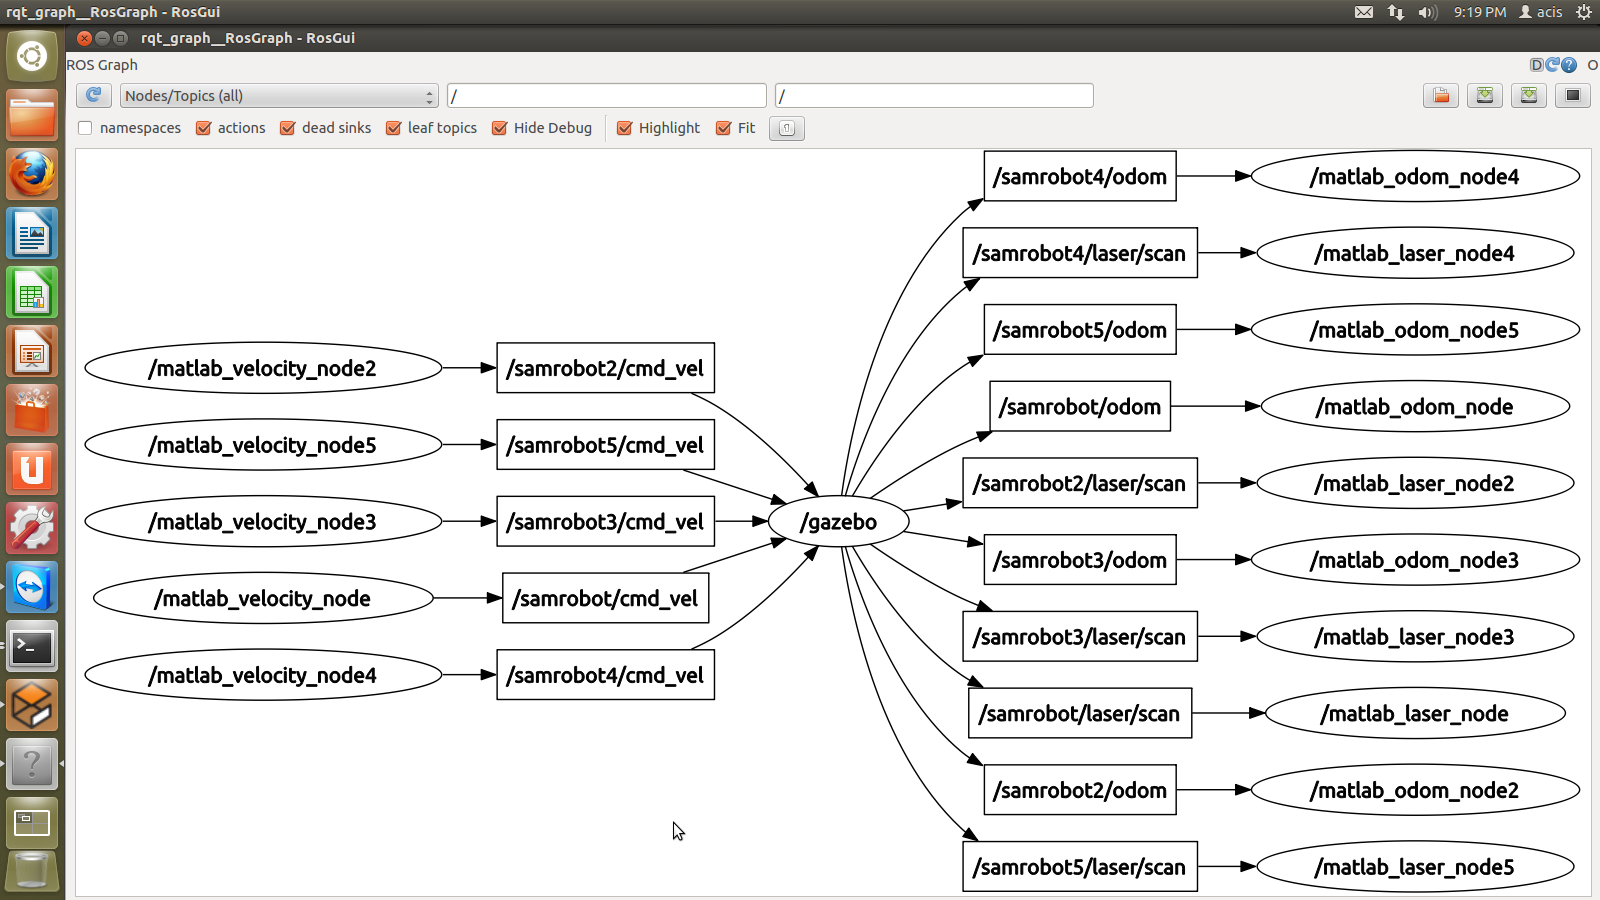 rqt_graph__RosGraph - RosGui
9:19 PM acis
rqt_graph__RosGraph - RosGui
ROS Graph
D ? O
Nodes/Topics (all) / /
namespaces actions dead sinks leaf topics Hide Debug Highlight Fit
/samrobot4/odom /matlab_odom_node4
/samrobot4/laser/scan /matlab_laser_node4
/samrobot5/odom /matlab_odom_node5
/matlab_velocity_node2 /samrobot2/cmd_vel
/samrobot/odom /matlab_odom_node
/matlab_velocity_node5 /samrobot5/cmd_vel
/samrobot2/laser/scan /matlab_laser_node2
/matlab_velocity_node3 /samrobot3/cmd_vel /gazebo
/samrobot3/odom /matlab_odom_node3
/matlab_velocity_node /samrobot/cmd_vel
/samrobot3/laser/scan /matlab_laser_node3
/matlab_velocity_node4 /samrobot4/cmd_vel
/samrobot/laser/scan /matlab_laser_node
/samrobot2/odom /matlab_odom_node2
/samrobot5/laser/scan /matlab_laser_node5